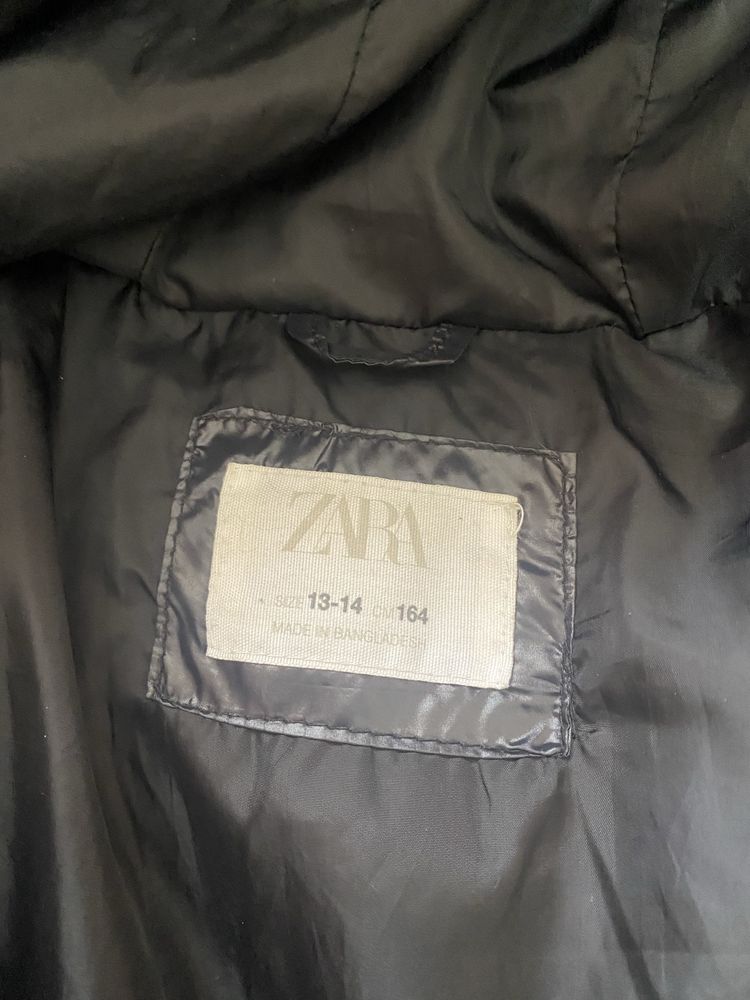 ZARA
SIZE 13-14 CM 164
MADE IN BANGLADESH